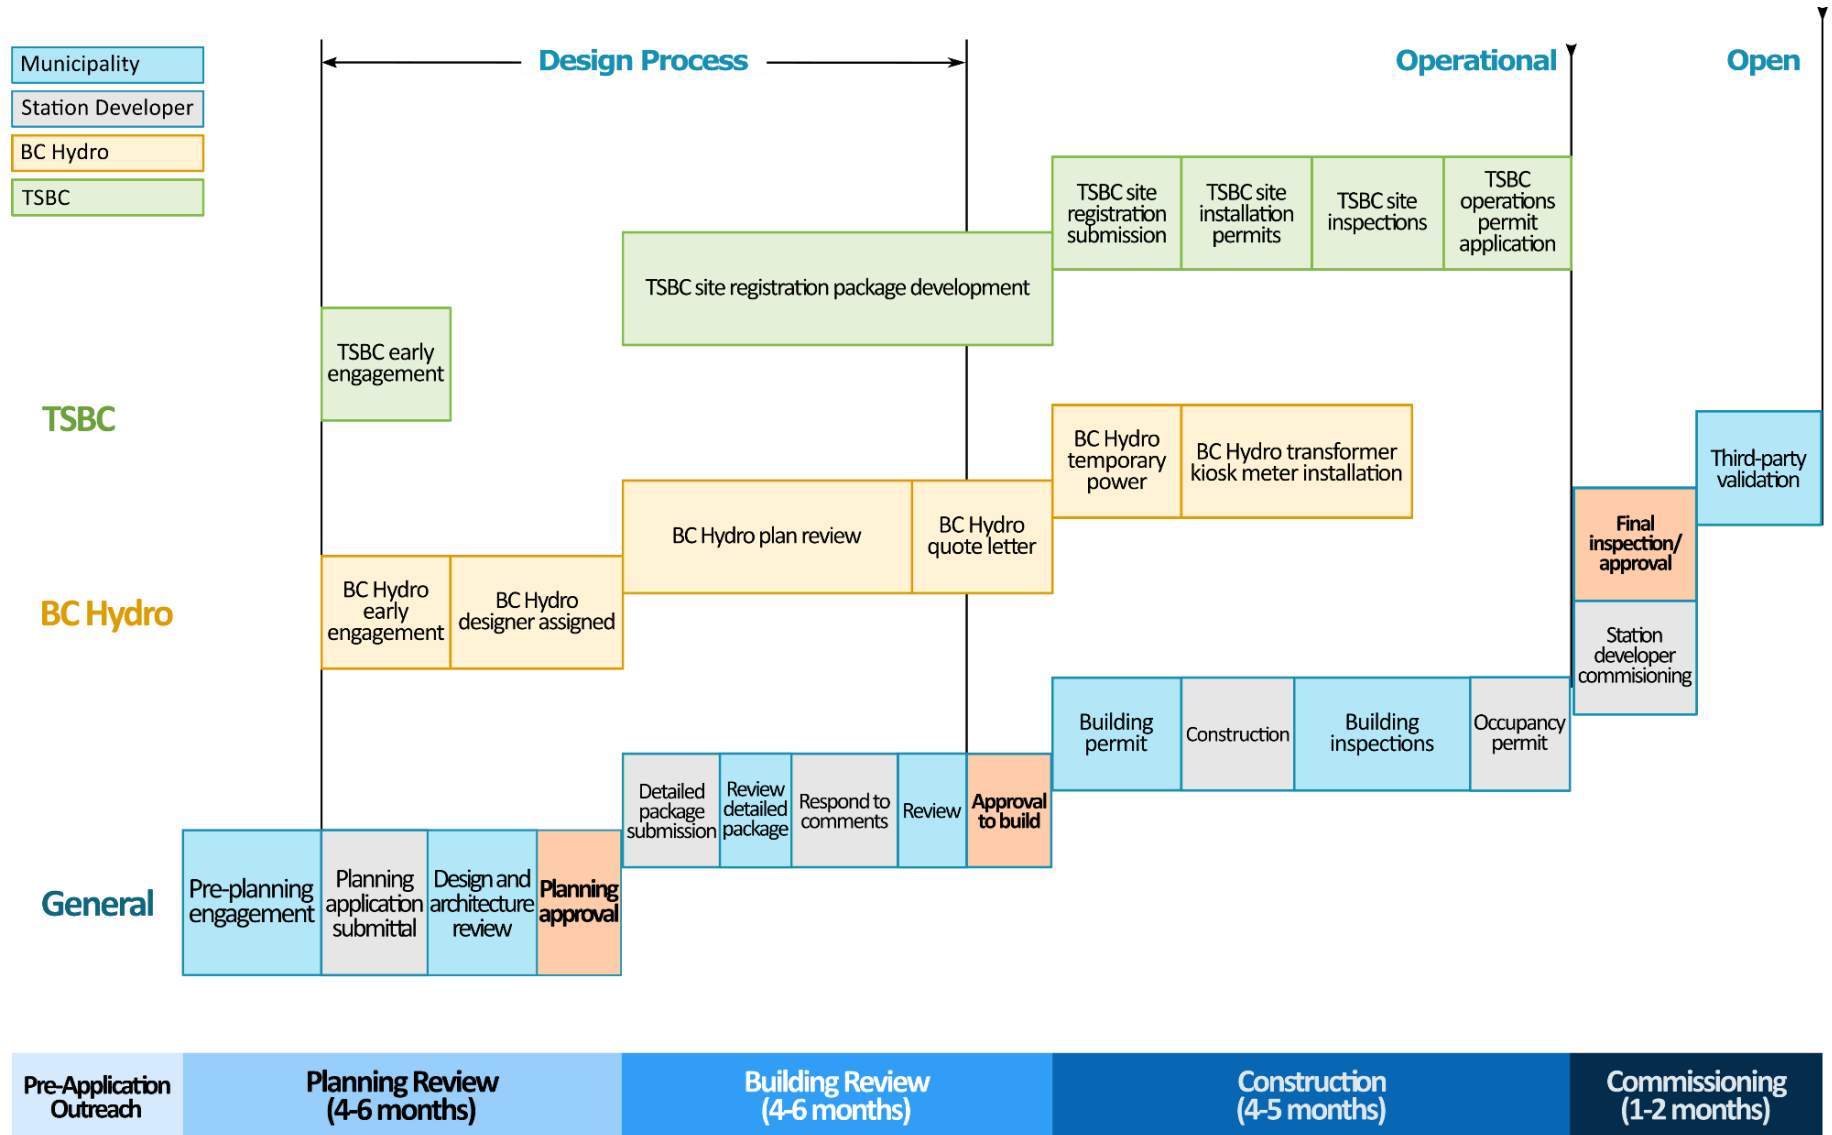 Municipality
Station Developer
BC Hydro
TSBC
Design Process
Operational
Open
TSBC site
registration
submission
TSBC site
installation
permits
TSBC site
inspections
TSBC
operations
permit
application
TSBC site registration package development
TSBC early
engagement
TSBC
BC Hydro
temporary
power
BC Hydro transformer
kiosk meter installation
Third-party
validation
BC Hydro plan review
BC Hydro
quote letter
Final
inspection/
approval
BC Hydro
BC Hydro
early
engagement
BC Hydro
designer assigned
Station
developer
commisioning
Building
permit
Construction
Building
inspections
Occupancy
permit
Detailed
package
submission
Review
detailed
package
Respond to
comments
Review
Approval
to build
General
Pre-planning
engagement
Planning
application
submittal
Design and
architecture
review
Planning
approval
Pre-Application
Outreach
Planning Review
(4-6 months)
Building Review
(4-6 months)
Construction
(4-5 months)
Commissioning
(1-2 months)